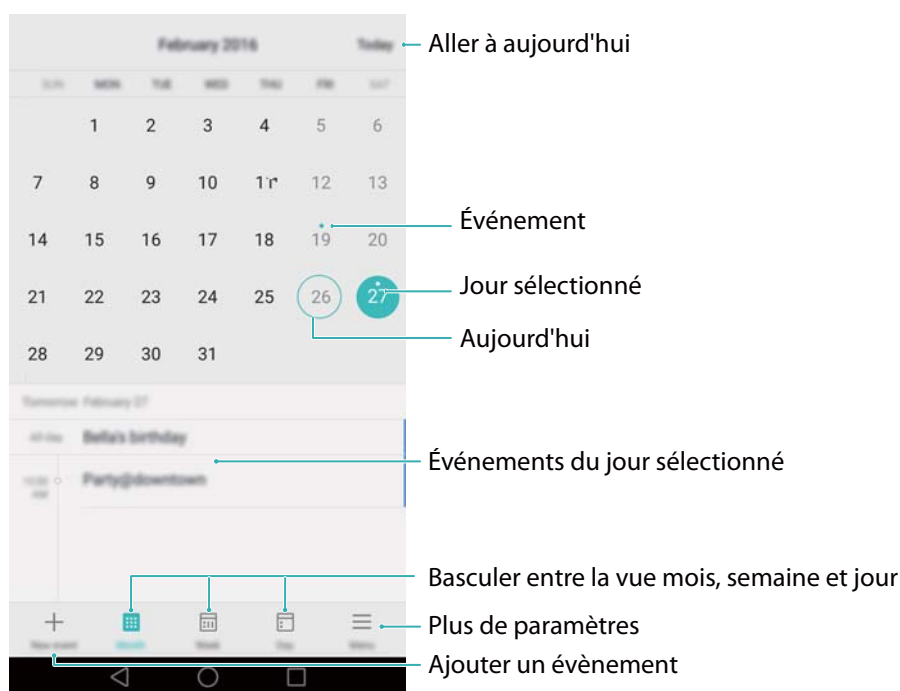 February 2016 Today Aller à aujourd'hui
SUN MON TUE WED THU FRI SAT
1 2 3 4 5 6
7 8 9 10 12 13
Événement
14 15 16 17 18 19 20
Jour sélectionné
21 22 23 24 25 26 27
Aujourd'hui
28 29 30 31
Tomorrow February 27
All-day Bella's birthday
Événements du jour sélectionné
Party@downtown
Basculer entre la vue mois, semaine et jour
Plus de paramètres
New event Month Week Day Menu
Ajouter un évènement